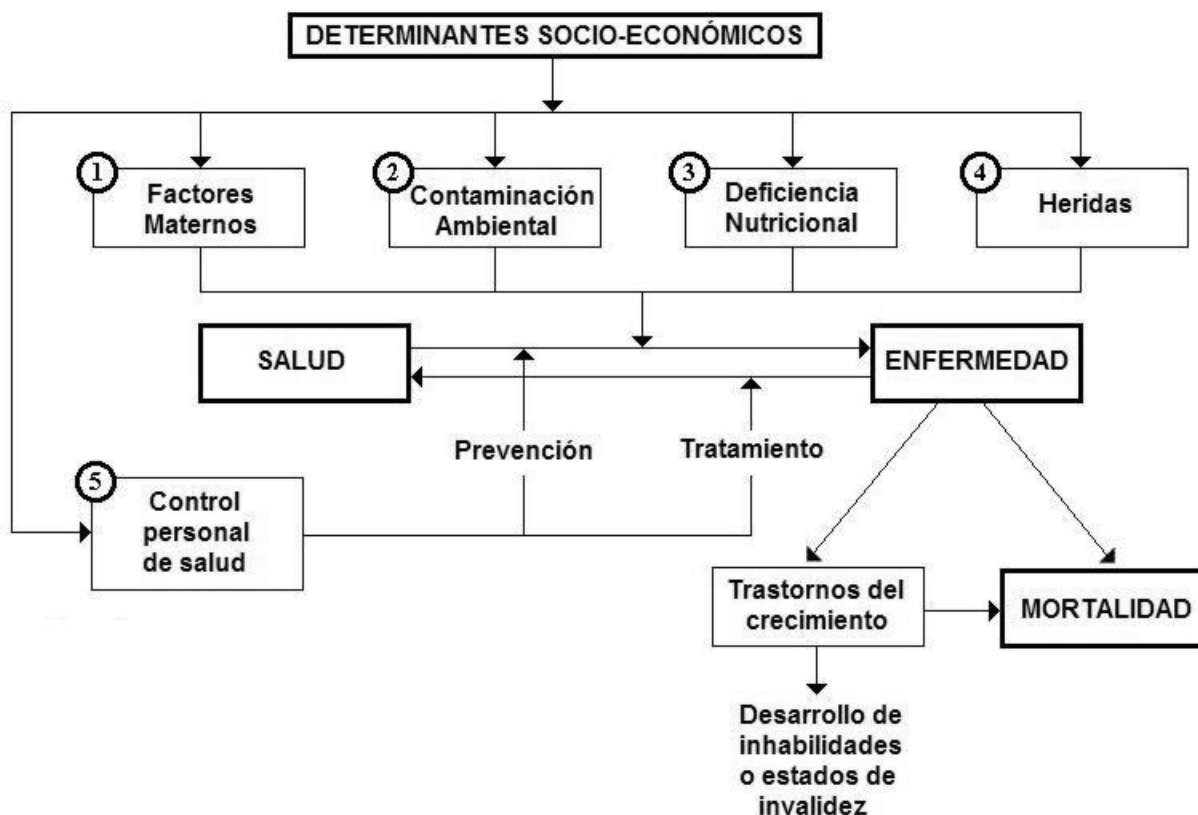 DETERMINANTES SOCIO-ECONÓMICOS
1
Factores
Maternos
2
Contaminación
Ambiental
3
Deficiencia
Nutricional
4
Heridas
SALUD
ENFERMEDAD
Prevención
Tratamiento
5
Control
personal
de salud
Trastornos del
crecimiento
MORTALIDAD
Desarrollo de
inhabilidades
o estados de
invalidez